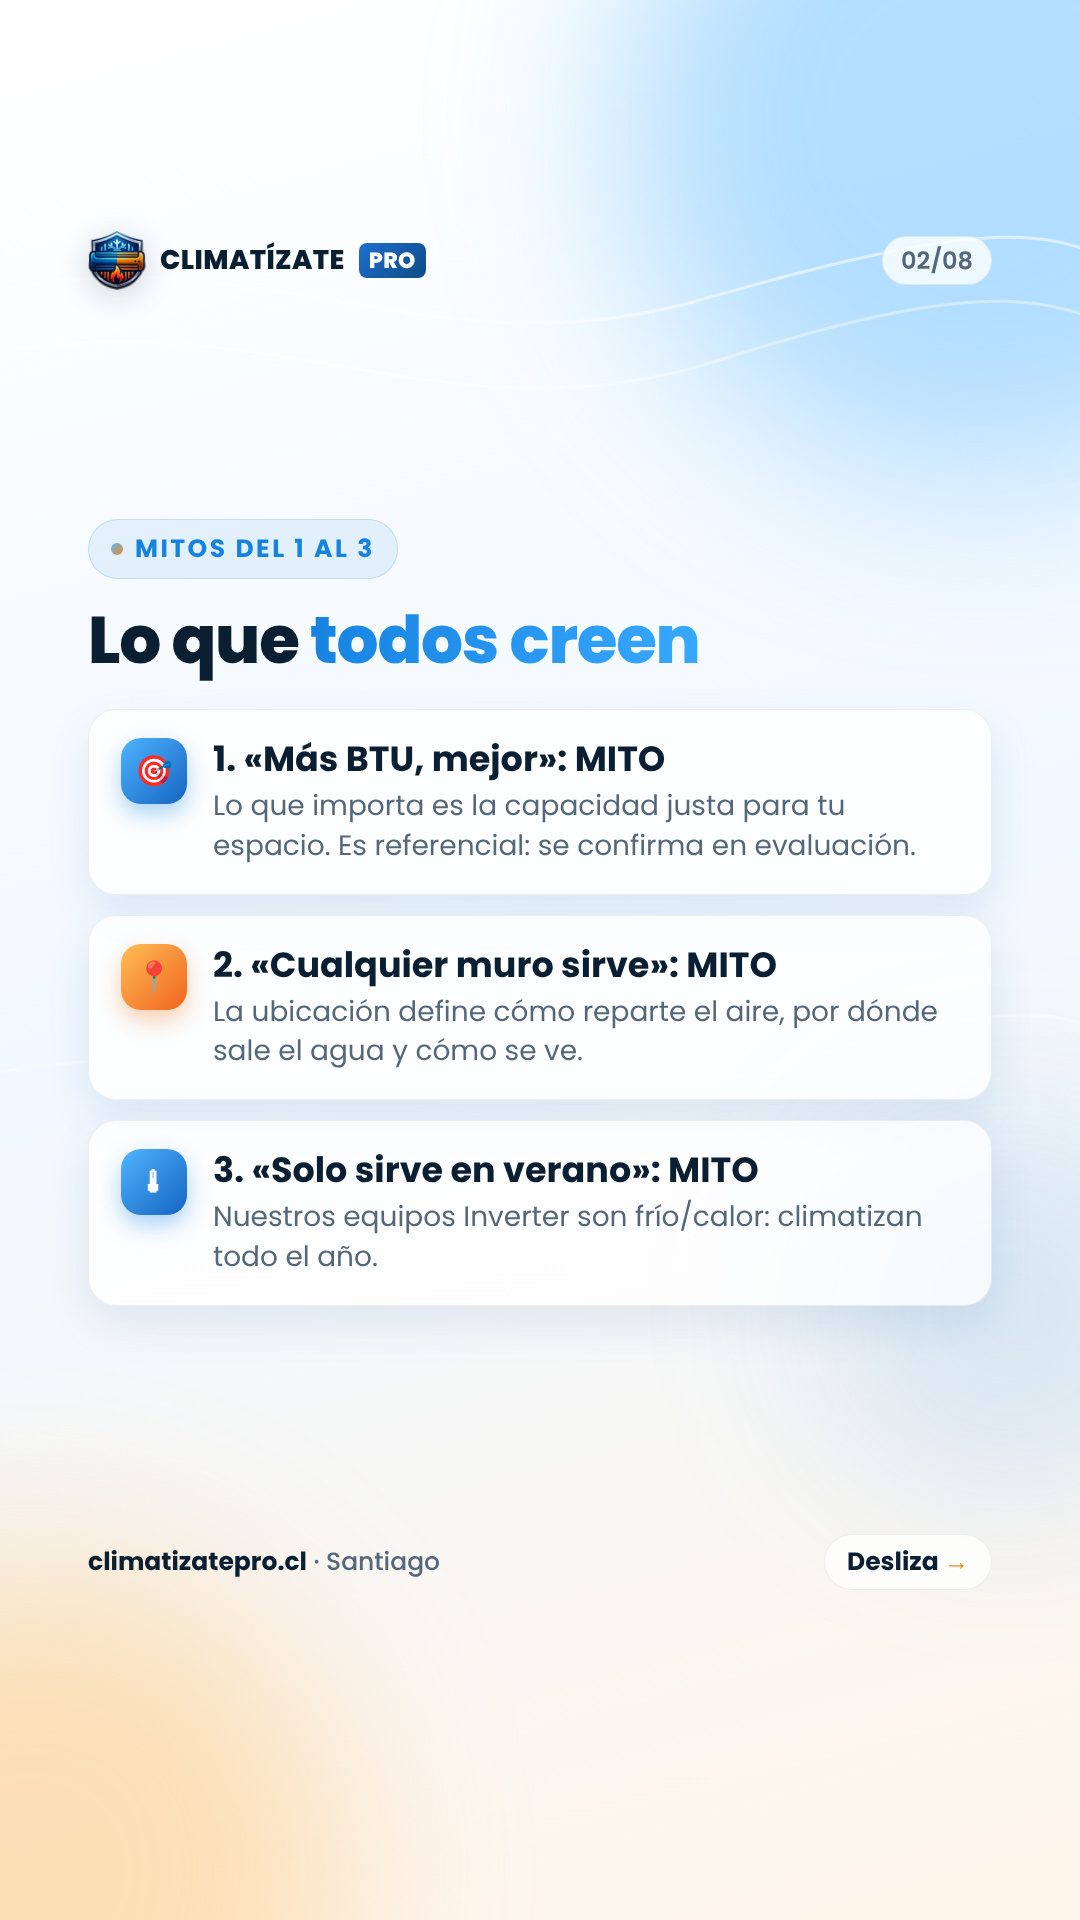 CLIMATÍZATE PRO
02/08
MITOS DEL 1 AL 3
Lo que todos creen
1. «Más BTU, mejor»: MITO
Lo que importa es la capacidad justa para tu
espacio. Es referencial: se confirma en evaluación.
2. «Cualquier muro sirve»: MITO
La ubicación define cómo reparte el aire, por dónde
sale el agua y cómo se ve.
3. «Solo sirve en verano»: MITO
Nuestros equipos Inverter son frío/calor: climatizan
todo el año.
climatizatepro.cl · Santiago
Desliza →